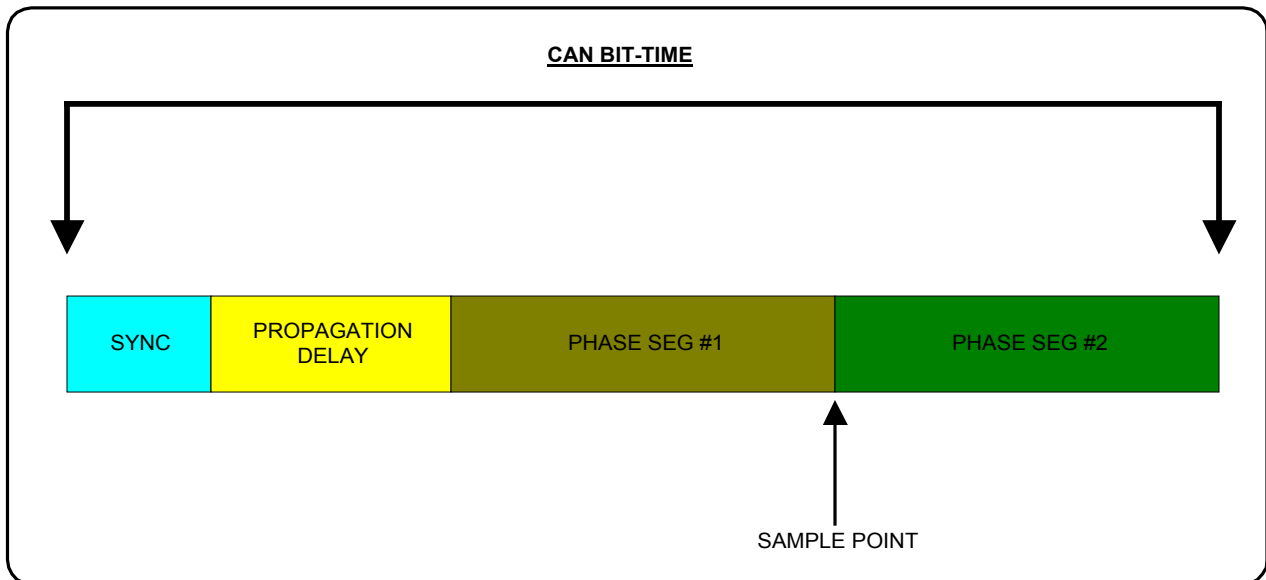 CAN BIT-TIME
SYNC
PROPAGATION
DELAY
PHASE SEG #1
PHASE SEG #2
SAMPLE POINT